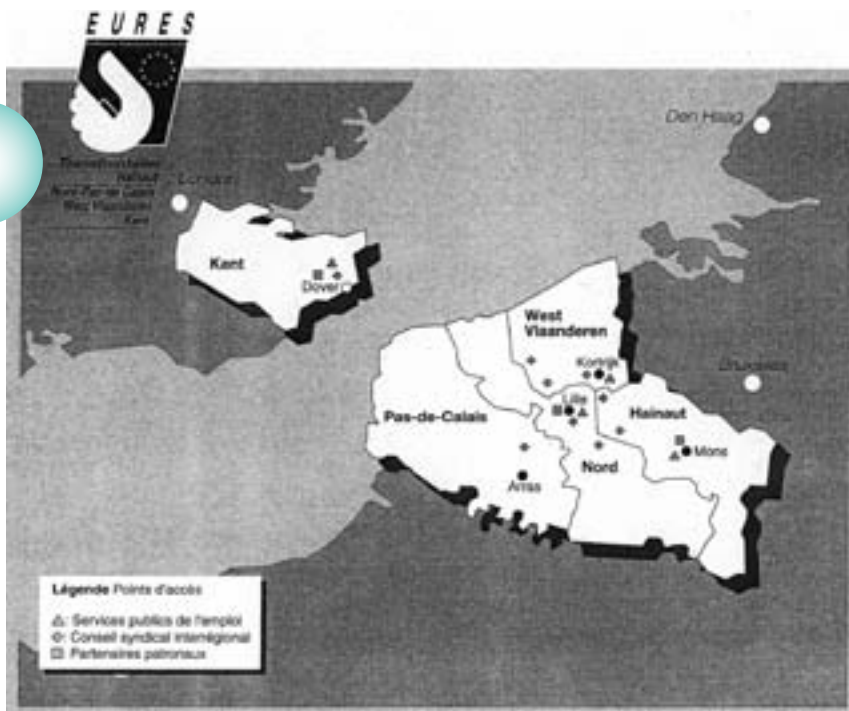 EURES
Transfrontalier
Hainaut
Nord-Pas-de Calais
West Vlaanderen
Kent
London
Den Haag
Kent
Dover
West
Vlaanderen
Kortrijk
Bruxelles
Lille
Hainaut
Pas-de-Calais
Mons
Nord
Arras
Légende Points d'accès
Services publics de l'emploi
Conseil syndical interrégional
Partenaires patronaux